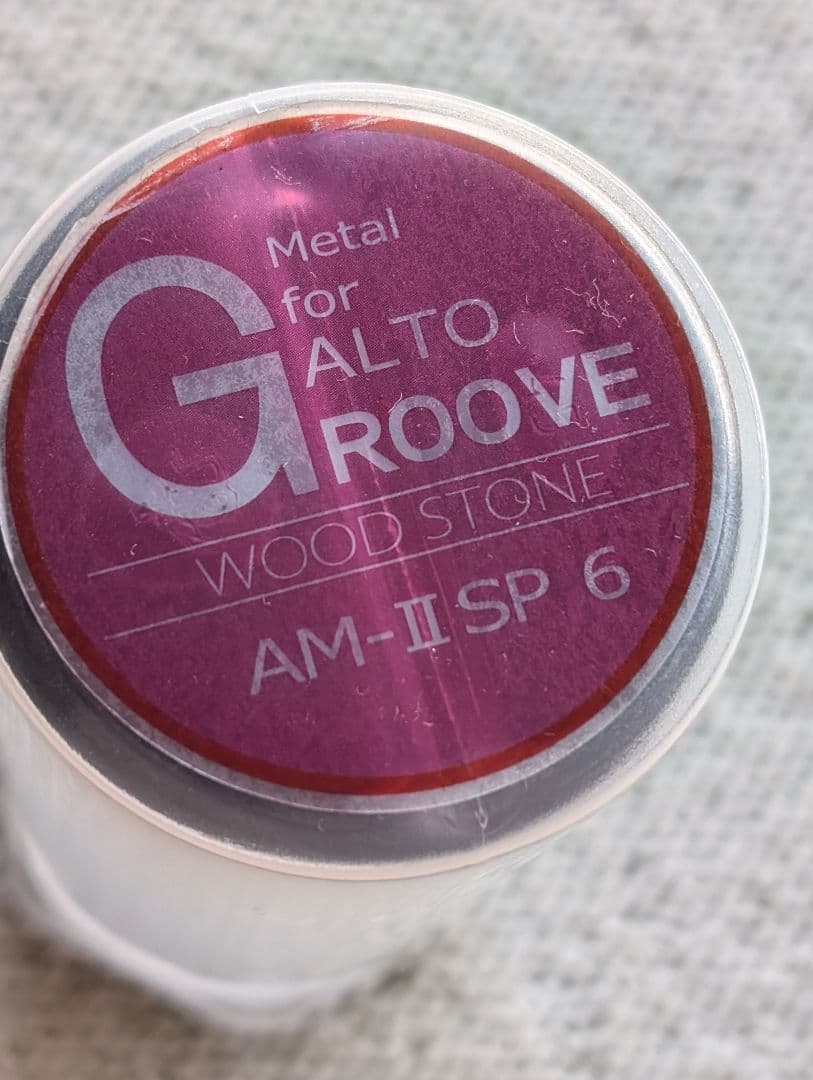 Metal
for
ALTO
GROOVE
WOOD STONE
AM-II SP 6